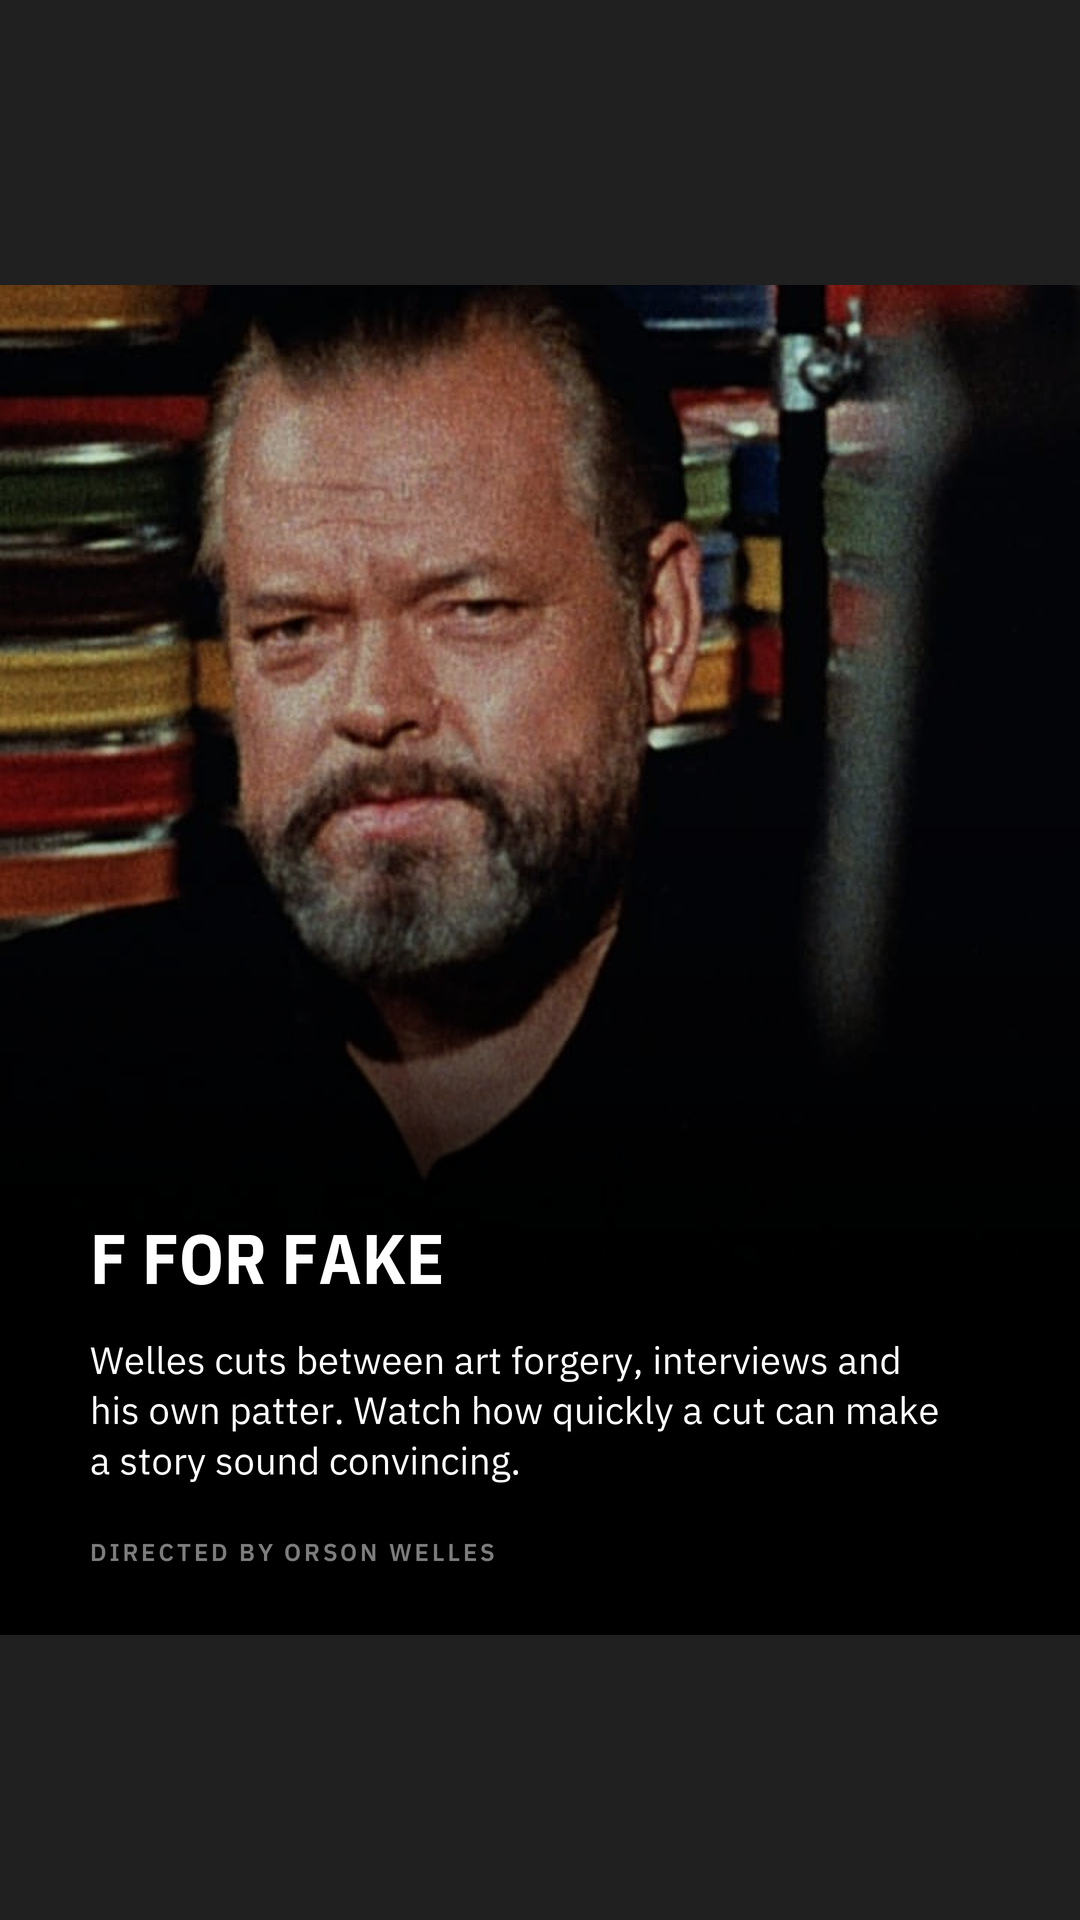 F FOR FAKE
Welles cuts between art forgery, interviews and
his own patter. Watch how quickly a cut can make
a story sound convincing.
DIRECTED BY ORSON WELLES